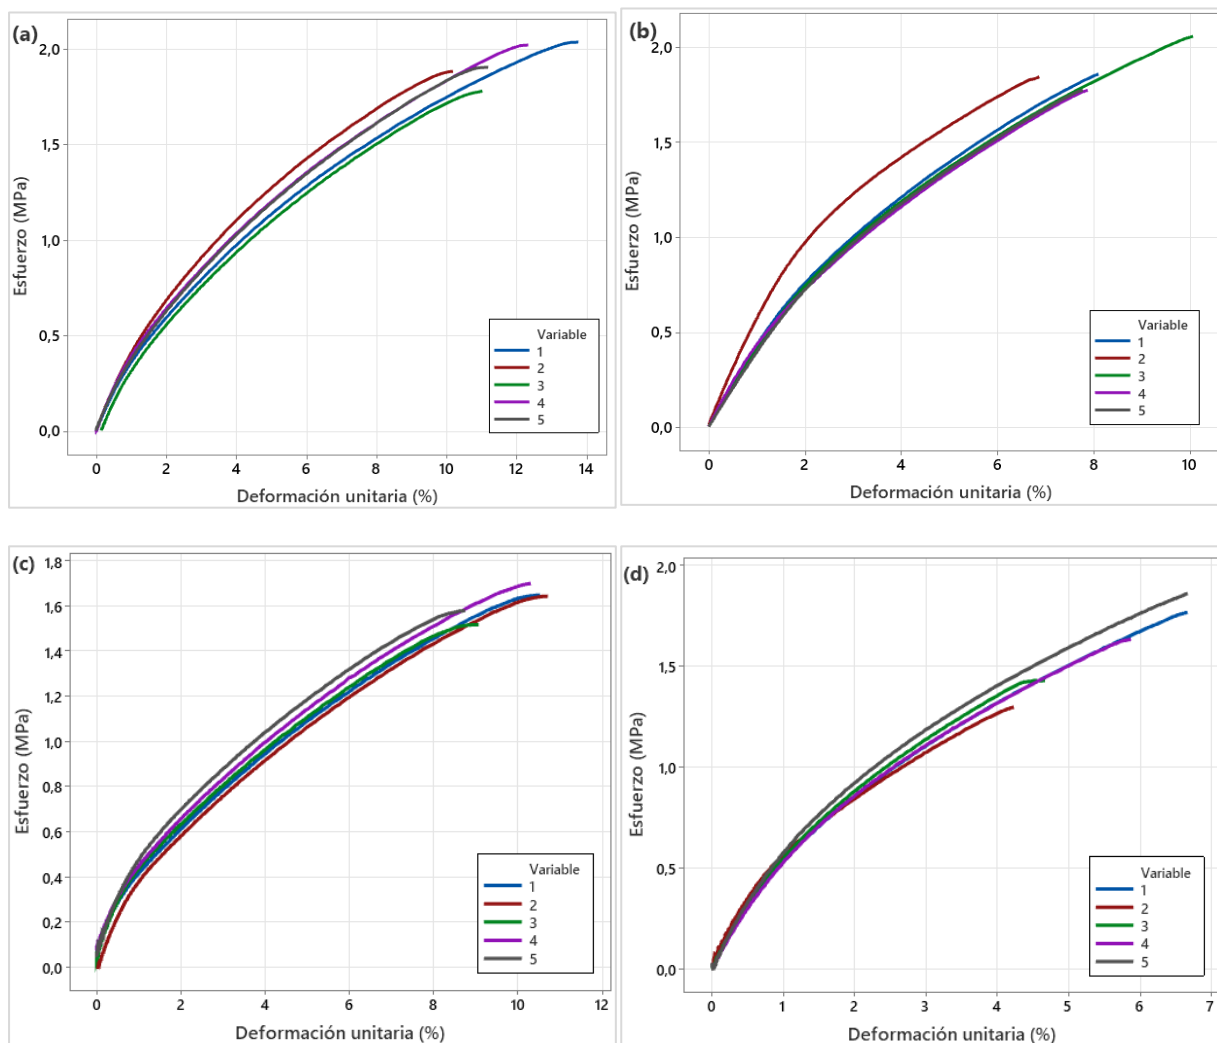 (a)
Esfuerzo (MPa)
2,0
1,5
1,0
0,5
0,0
0 2 4 6 8 10 12 14
Deformación unitaria (%)
Variable
1
2
3
4
5
(b)
Esfuerzo (MPa)
2,0
1,5
1,0
0,5
0,0
0 2 4 6 8 10
Deformación unitaria (%)
Variable
1
2
3
4
5
(c)
Esfuerzo (MPa)
1,8
1,6
1,4
1,2
1,0
0,8
0,6
0,4
0,2
0,0
0 2 4 6 8 10 12
Deformación unitaria (%)
Variable
1
2
3
4
5
(d)
Esfuerzo (MPa)
2,0
1,5
1,0
0,5
0,0
0 1 2 3 4 5 6 7
Deformación unitaria (%)
Variable
1
2
3
4
5